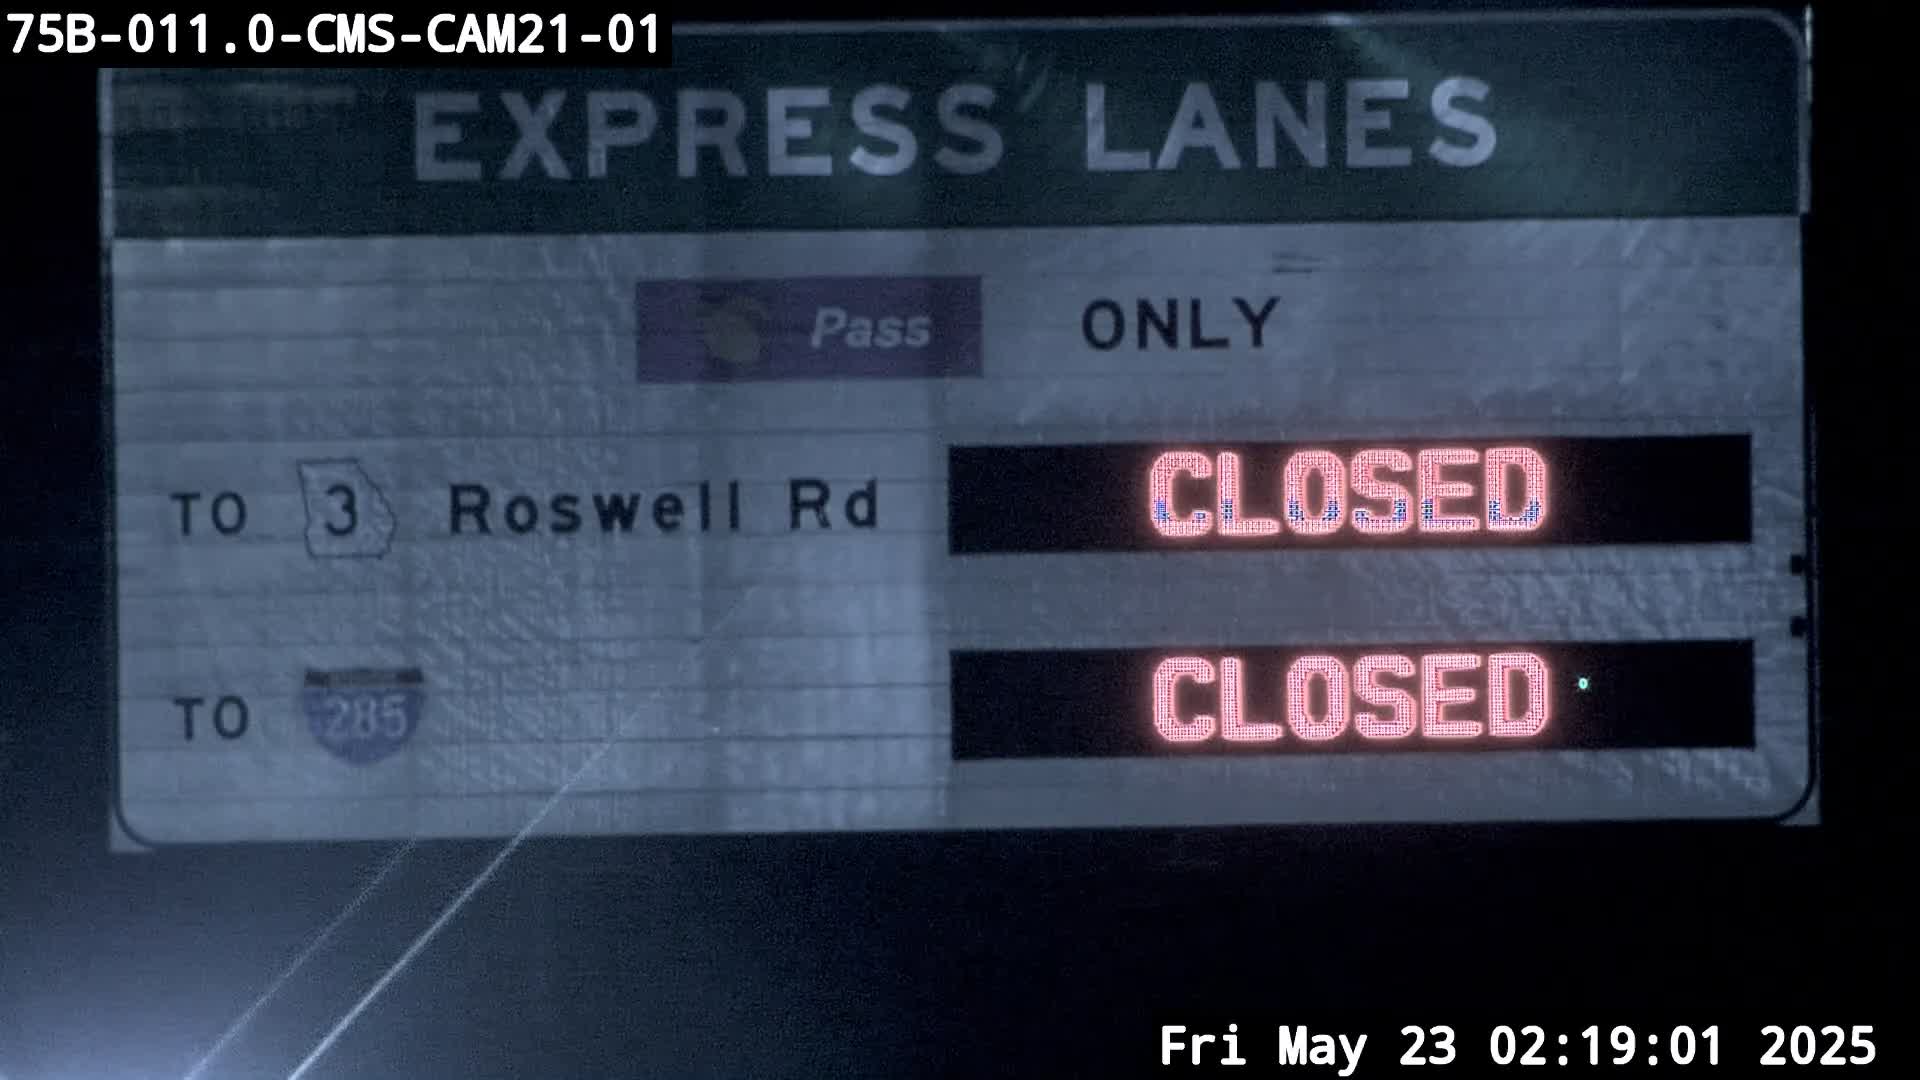 75B-011.0-CMS-CAM21-01
EXPRESS LANES
Pass ONLY
TO 3 Roswell Rd CLOSED
TO 285 CLOSED
Fri May 23 02:19:01 2025